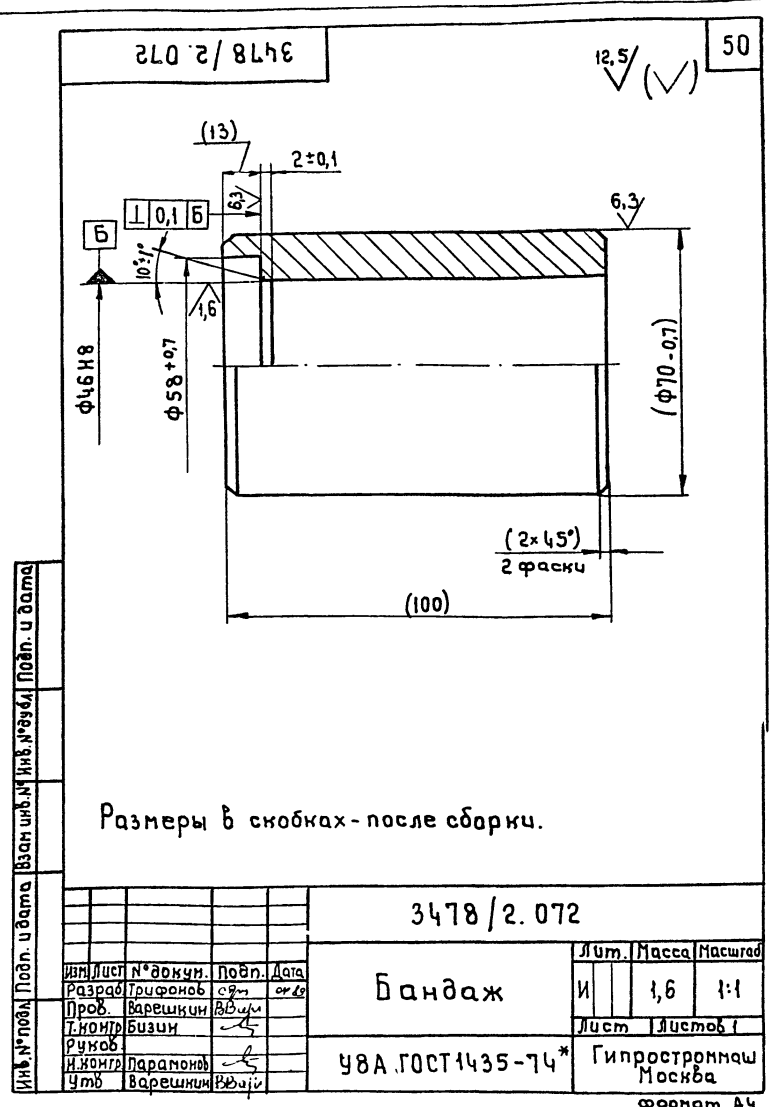 3478/2.072
50
12,5 (√)
(13)
2±0,1
6,3
⊥ 0,1 Б
6,3
Б
10°±1°
1,6
ф46Н8
ф58+0,7
(ф70-0,7)
(2×45°)
2 фаски
(100)
Размеры в скобках - после сборки.
Подп. и дата
Инв.№дубл.
Взам инв.№
Подп. и дата
Инв.№подл
3478/2.072
Лит. Масса Масштаб
Изм Лист №докум. Подп. Дата
Бандаж
И 1,6 1:1
Разраб Трифонов
Пров. Варешкин
Т.контр Бизин
Лист Листов 1
Руков.
У8А ГОСТ1435-74*
Гипростроммаш
Москва
Н.контр Парамонов
Утв Варешкин
Формат А4